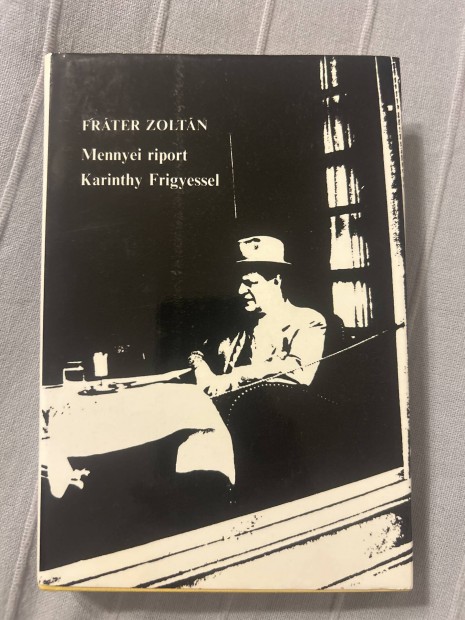 FRÁTER ZOLTÁN
Mennyei riport
Karinthy Frigyessel